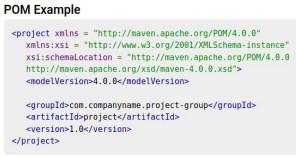 POM Example
<project xmlns = "http://maven.apache.org/POM/4.0.0"
xmlns:xsi = "http://www.w3.org/2001/XMLSchema-instance"
xsi:schemaLocation = "http://maven.apache.org/POM/4.0.0
http://maven.apache.org/xsd/maven-4.0.0.xsd">
<modelVersion>4.0.0</modelVersion>
<groupId>com.companyname.project-group</groupId>
<artifactId>project</artifactId>
<version>1.0</version>
</project>